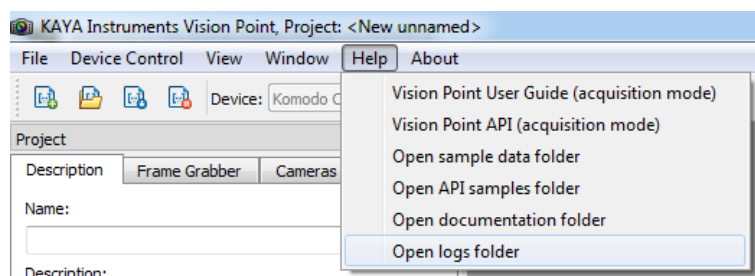 KAYA Instruments Vision Point, Project: <New unnamed>
File Device Control View Window Help About
Device: Komodo
Vision Point User Guide (acquisition mode)
Vision Point API (acquisition mode)
Open sample data folder
Open API samples folder
Open documentation folder
Open logs folder
Project
Description Frame Grabber Cameras
Name:
Description: